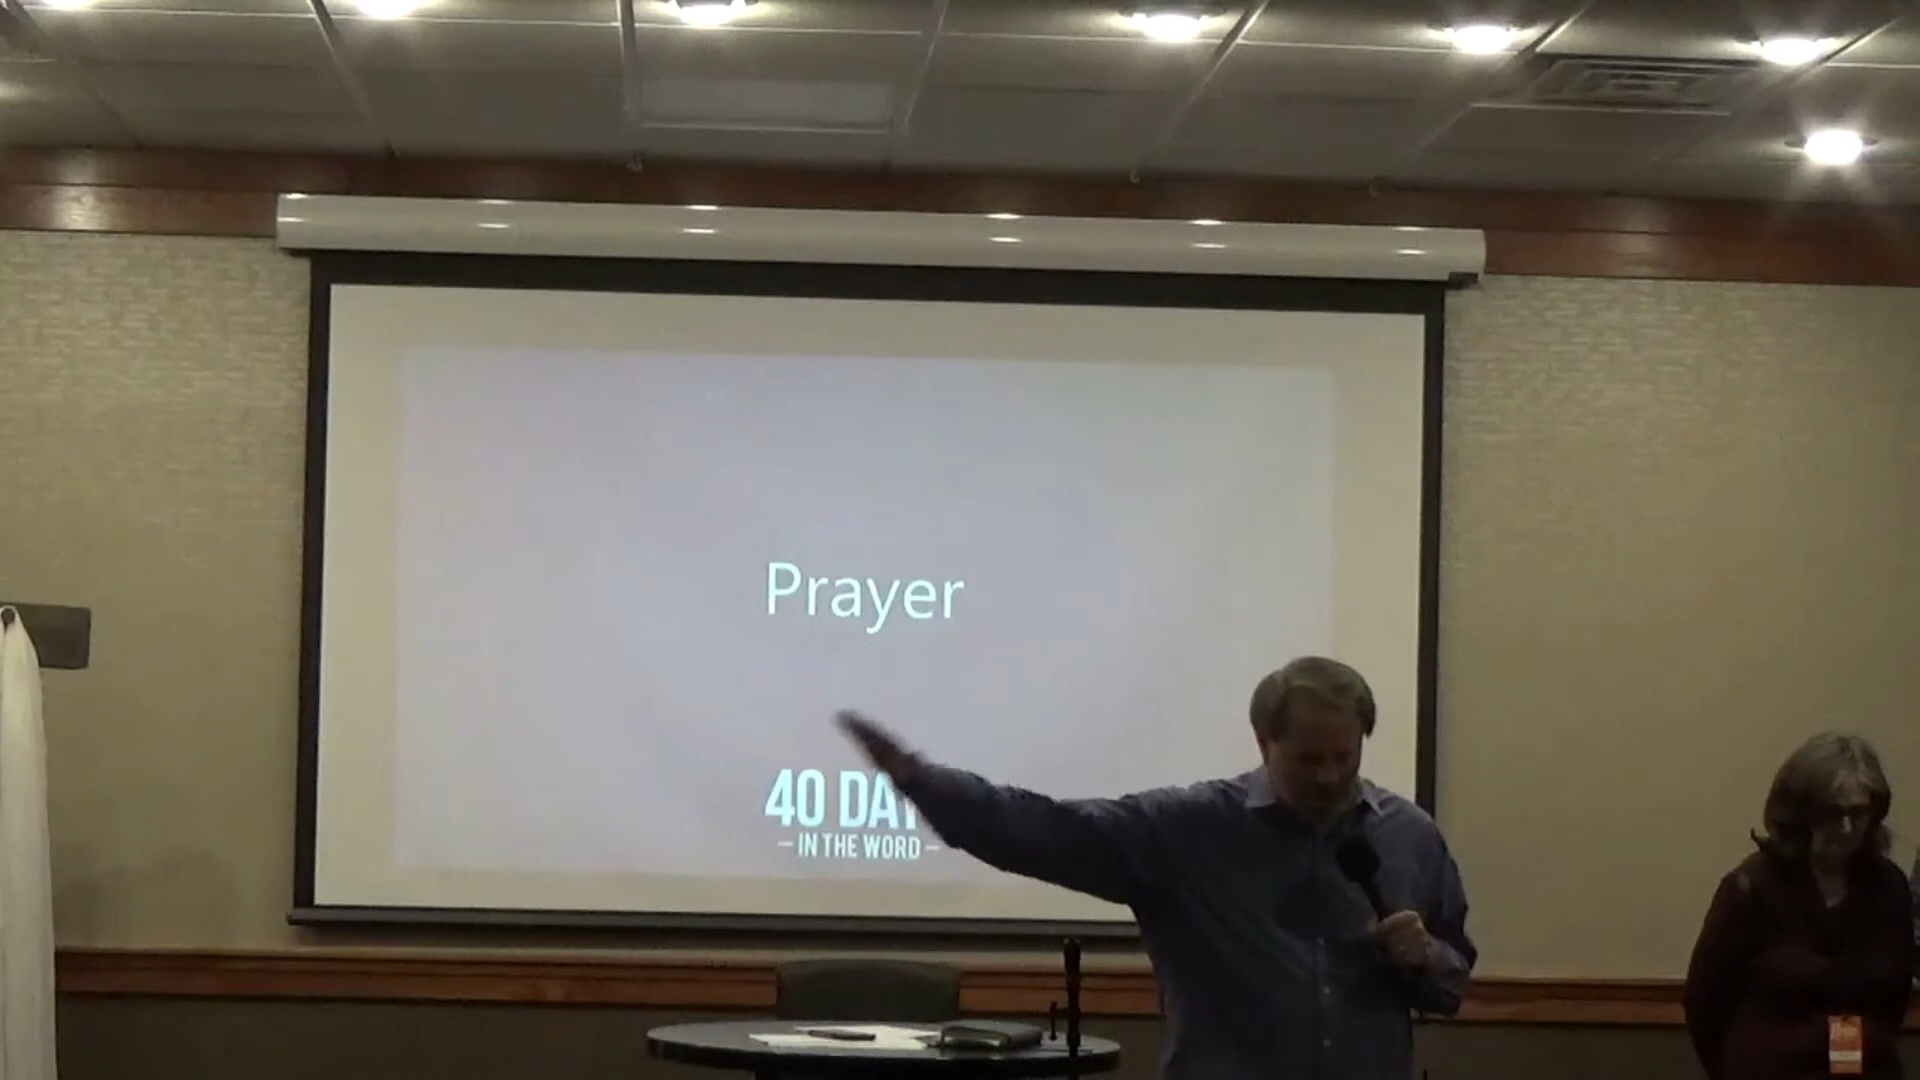 Prayer
40 DAY
– IN THE WORD –